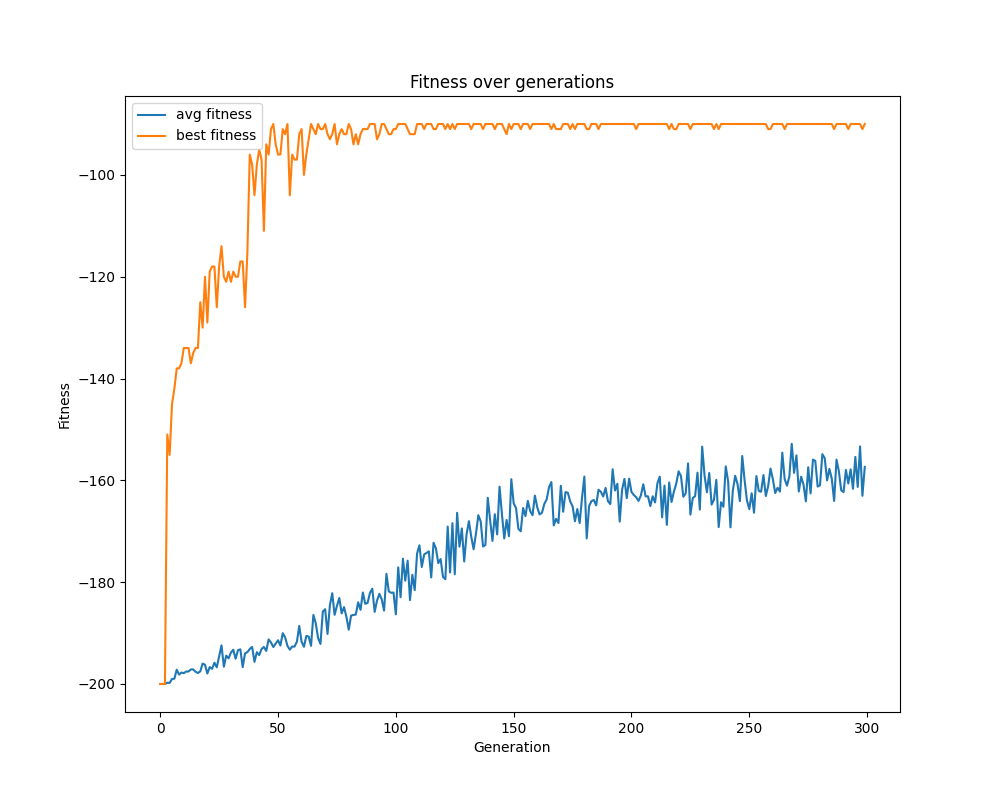 Fitness over generations
avg fitness
best fitness
−100
−120
−140
−160
−180
−200
Fitness
0 50 100 150 200 250 300
Generation